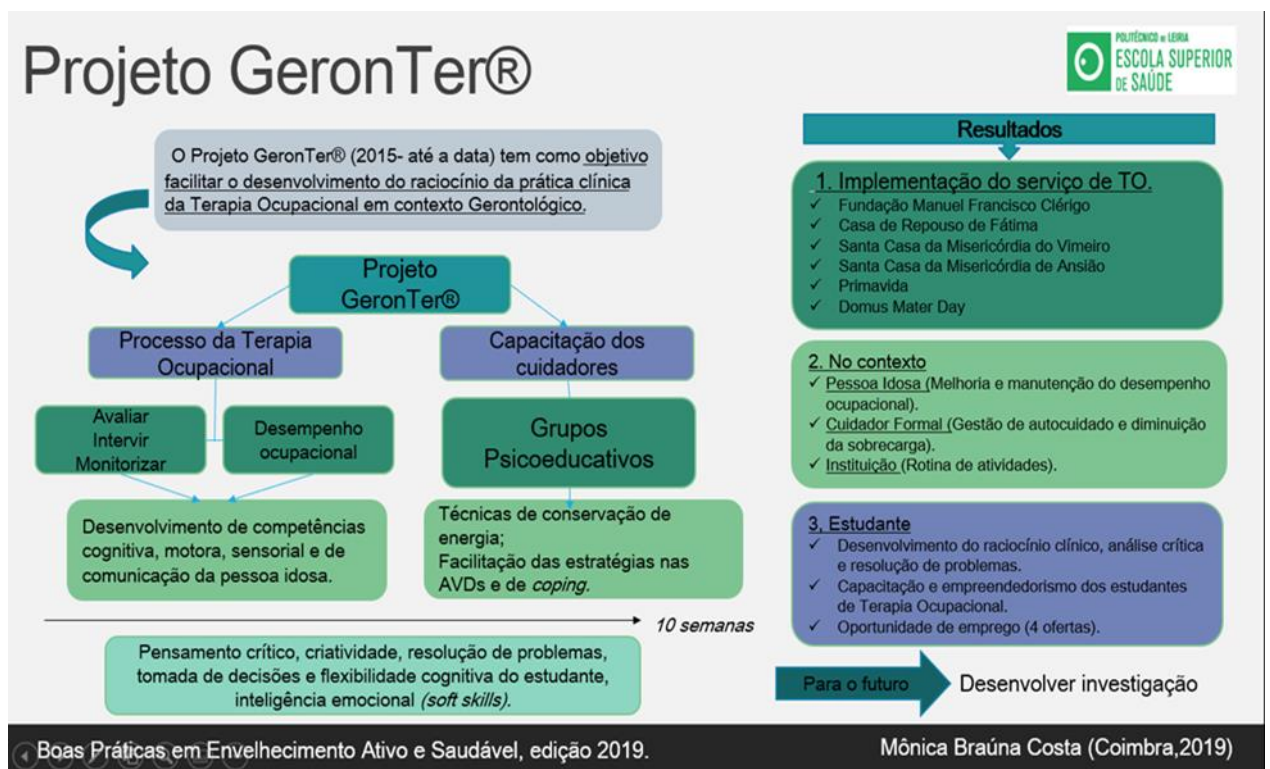 Projeto GeronTer®
POLITÉCNICO DE LEIRIA
ESCOLA SUPERIOR
DE SAÚDE
O Projeto GeronTer® (2015- até a data) tem como objetivo
facilitar o desenvolvimento do raciocínio da prática clínica
da Terapia Ocupacional em contexto Gerontológico.
Projeto
GeronTer®
Processo da Terapia
Ocupacional
Capacitação dos
cuidadores
Avaliar
Intervir
Monitorizar
Desempenho
ocupacional
Grupos
Psicoeducativos
Desenvolvimento de competências
cognitiva, motora, sensorial e de
comunicação da pessoa idosa.
Técnicas de conservação de
energia;
Facilitação das estratégias nas
AVDs e de coping.
10 semanas
Pensamento crítico, criatividade, resolução de problemas,
tomada de decisões e flexibilidade cognitiva do estudante,
inteligência emocional (soft skills).
Resultados
1. Implementação do serviço de TO.
✓ Fundação Manuel Francisco Clérigo
✓ Casa de Repouso de Fátima
✓ Santa Casa da Misericórdia do Vimeiro
✓ Santa Casa da Misericórdia de Ansião
✓ Primavida
✓ Domus Mater Day
2. No contexto
✓ Pessoa Idosa (Melhoria e manutenção do desempenho
ocupacional).
✓ Cuidador Formal (Gestão de autocuidado e diminuição
da sobrecarga).
✓ Instituição (Rotina de atividades).
3, Estudante
✓ Desenvolvimento do raciocínio clínico, análise crítica
e resolução de problemas.
✓ Capacitação e empreendedorismo dos estudantes
de Terapia Ocupacional.
✓ Oportunidade de emprego (4 ofertas).
Para o futuro
Desenvolver investigação
Boas Práticas em Envelhecimento Ativo e Saudável, edição 2019.
Mônica Braúna Costa (Coimbra,2019)